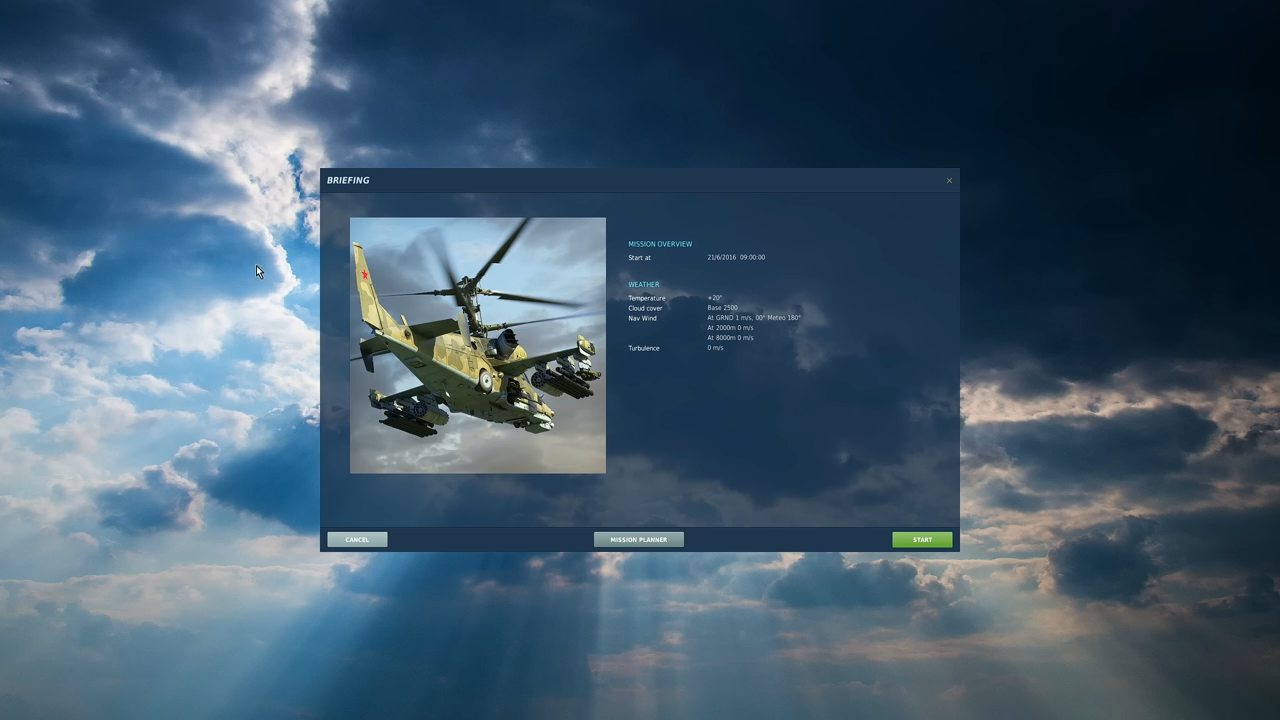 BRIEFING
MISSION OVERVIEW
Start at 21/6/2016 09:00:00
WEATHER
Temperature +20°
Cloud cover Base 2500
Nav Wind At GRND 1 m/s, 00° Meteo 180°
At 2000m 0 m/s
At 8000m 0 m/s
Turbulence 0 m/s
CANCEL MISSION PLANNER START